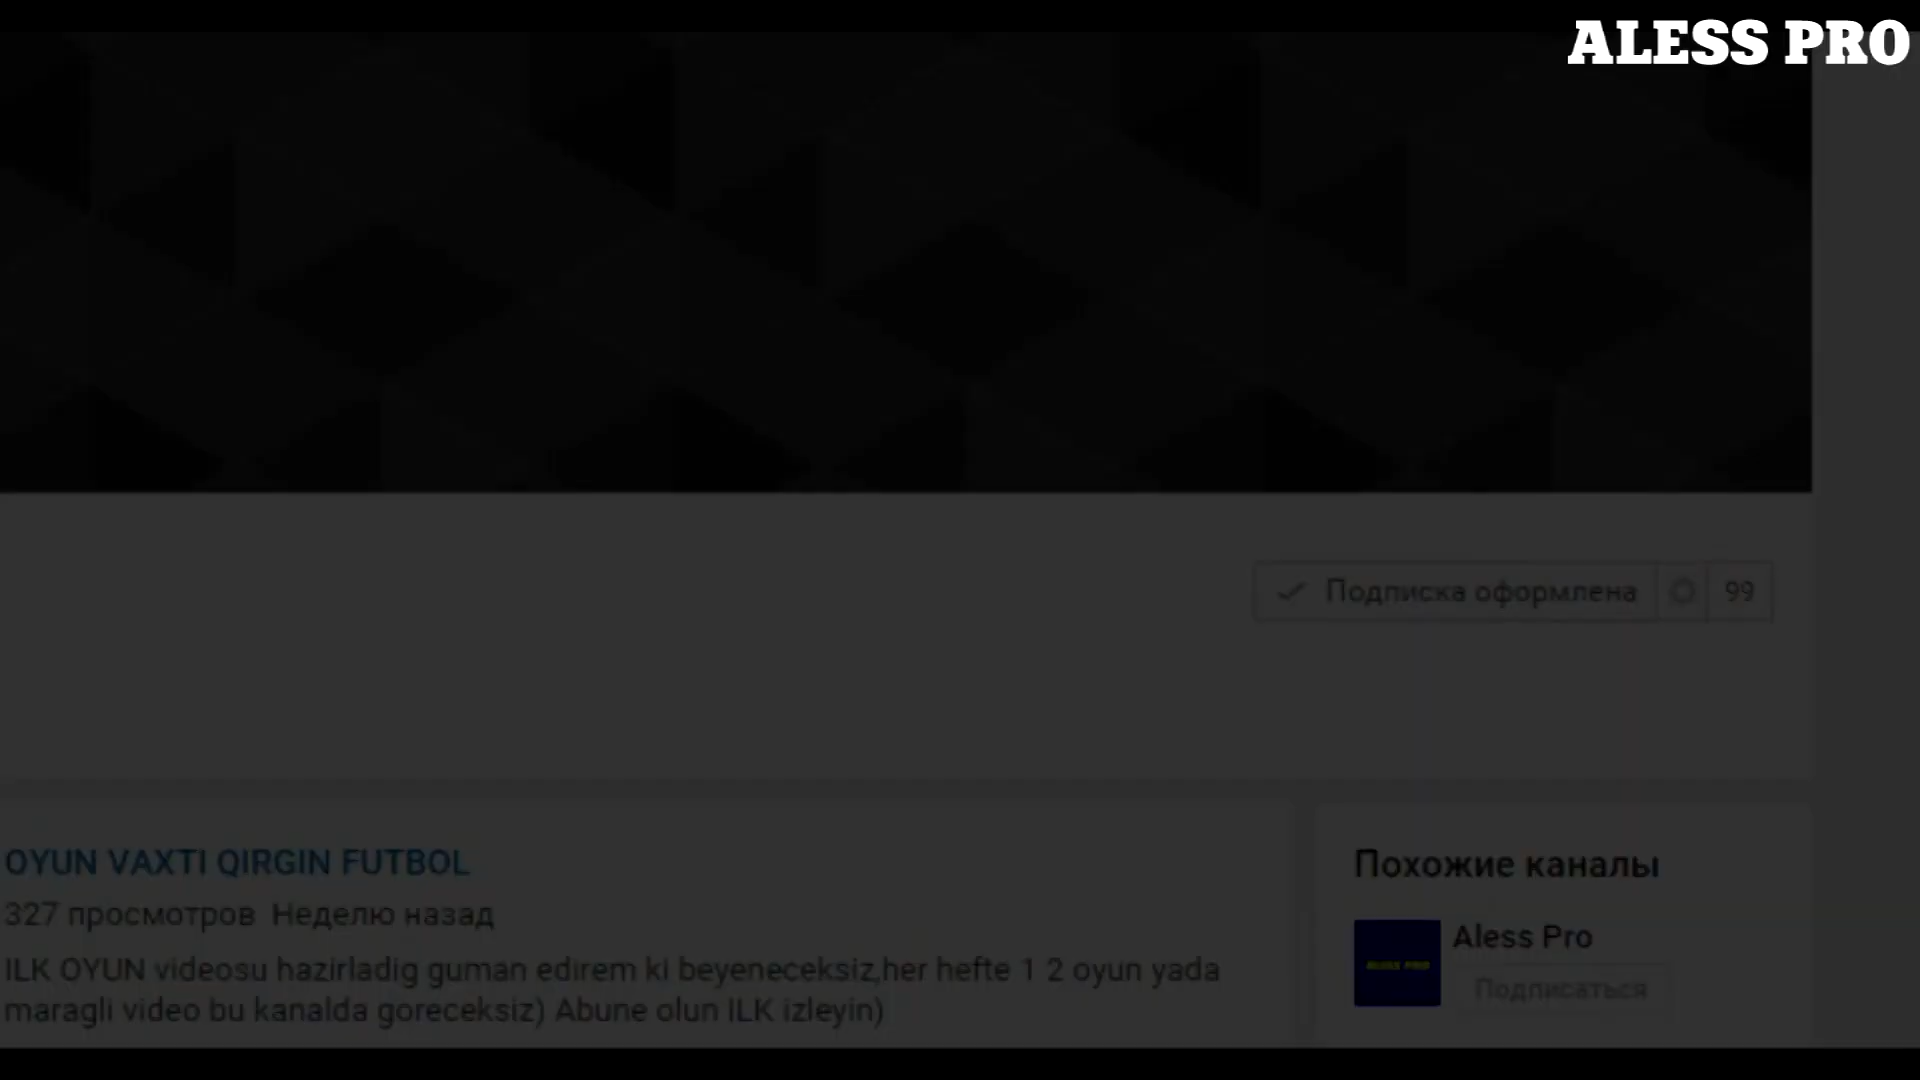 ALESS PRO
Подписка оформлена 99
OYUN VAXTI QIRGIN FUTBOL
327 просмотров Неделю назад
ILK OYUN videosu hazirladig guman edirem ki beyeneceksiz,her hefte 1 2 oyun yada
maragli video bu kanalda goreceksiz) Abune olun ILK izleyin)
Похожие каналы
ALESS PRO
Aless Pro
Подписаться